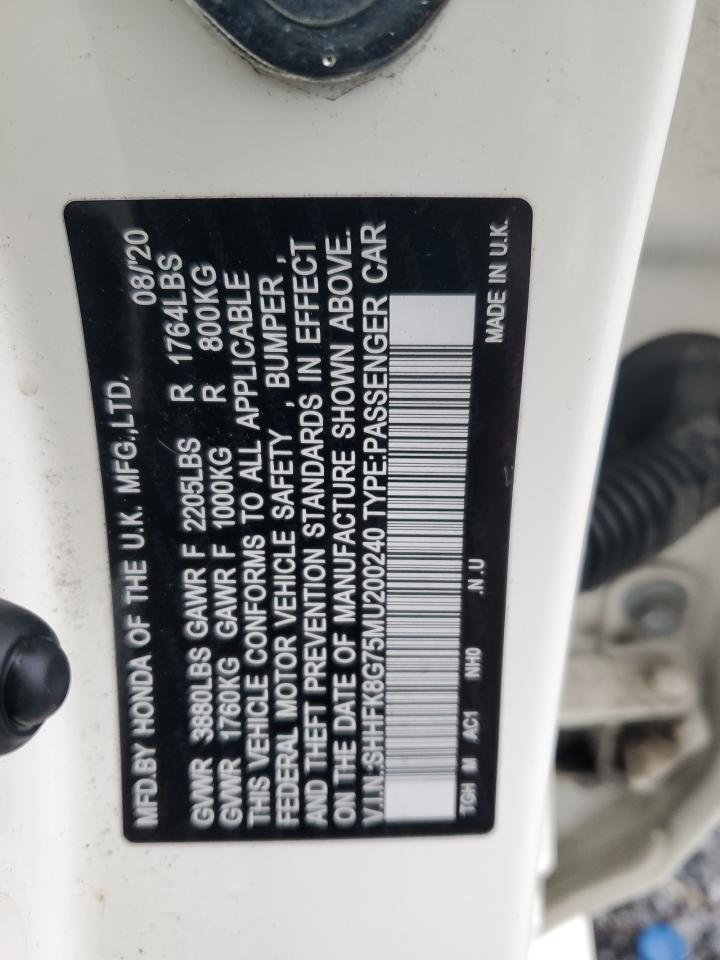 MFD.BY HONDA OF THE U.K. MFG.,LTD. 08/'20
GVWR 3880LBS GAWR F 2205LBS R 1764LBS
GVWR 1760KG GAWR F 1000KG R 800KG
THIS VEHICLE CONFORMS TO ALL APPLICABLE
FEDERAL MOTOR VEHICLE SAFETY , BUMPER ,
AND THEFT PREVENTION STANDARDS IN EFFECT
ON THE DATE OF MANUFACTURE SHOWN ABOVE.
V.I.N.:SHHFK8G75MU200240 TYPE:PASSENGER CAR
TGH M AC1 NH0 .N .U MADE IN U.K.